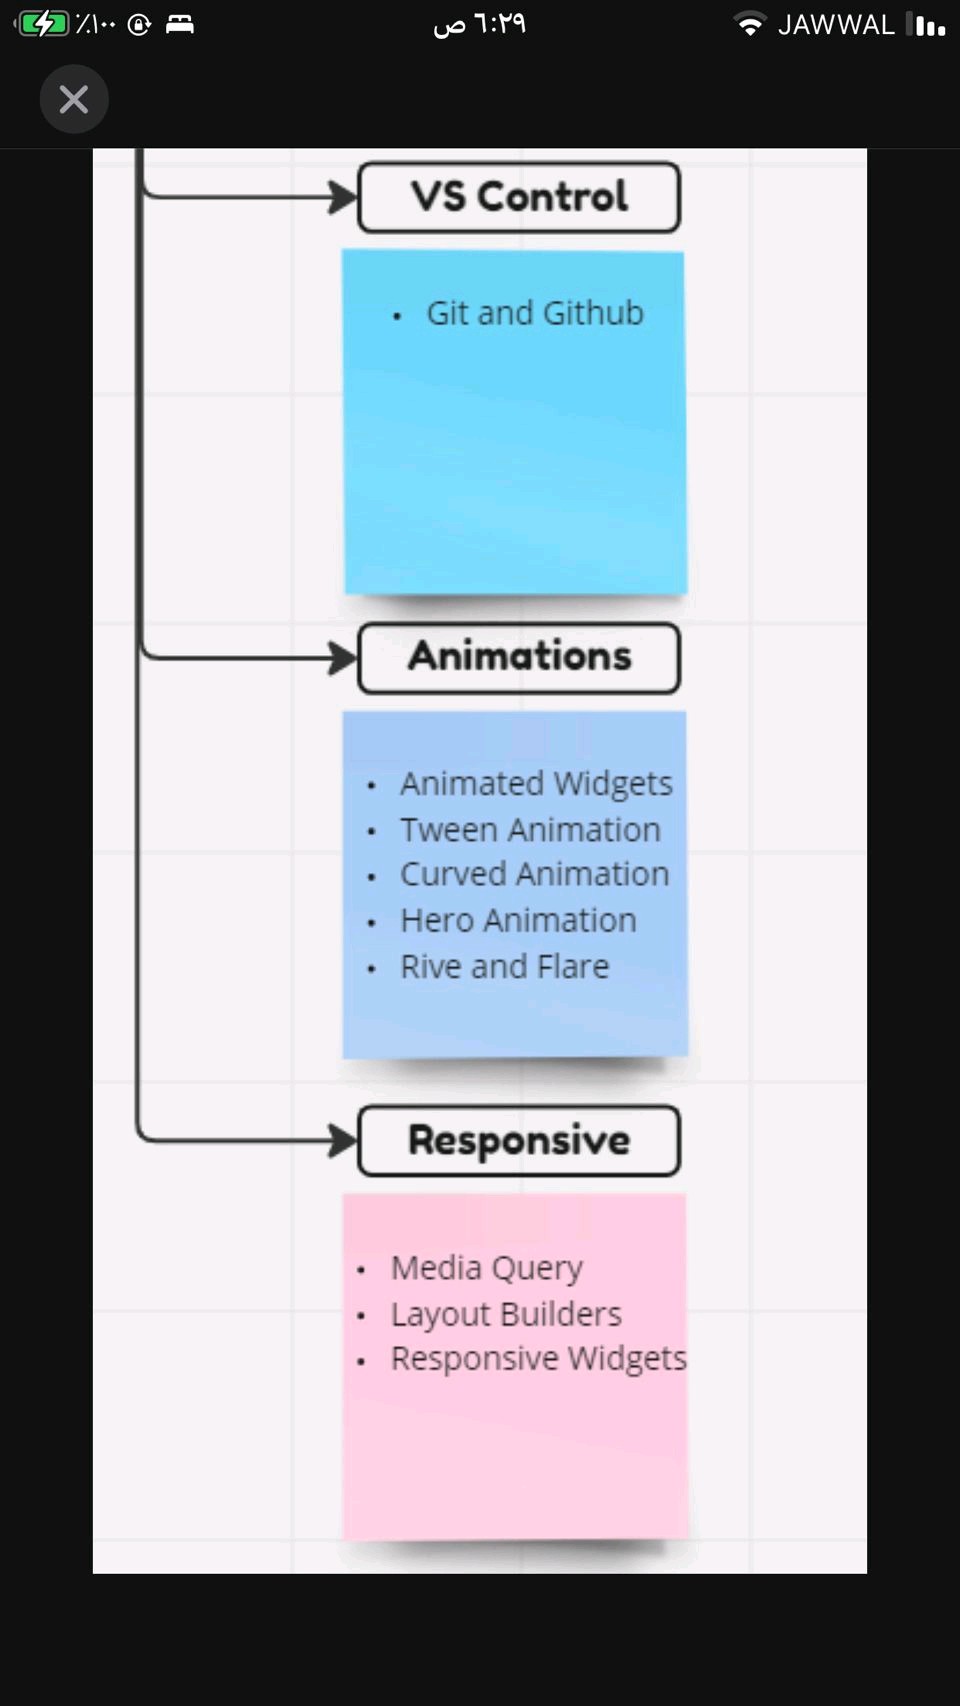 ٪١٠٠
٦:٢٩ ص
JAWWAL
VS Control
• Git and Github
Animations
• Animated Widgets
• Tween Animation
• Curved Animation
• Hero Animation
• Rive and Flare
Responsive
• Media Query
• Layout Builders
• Responsive Widgets